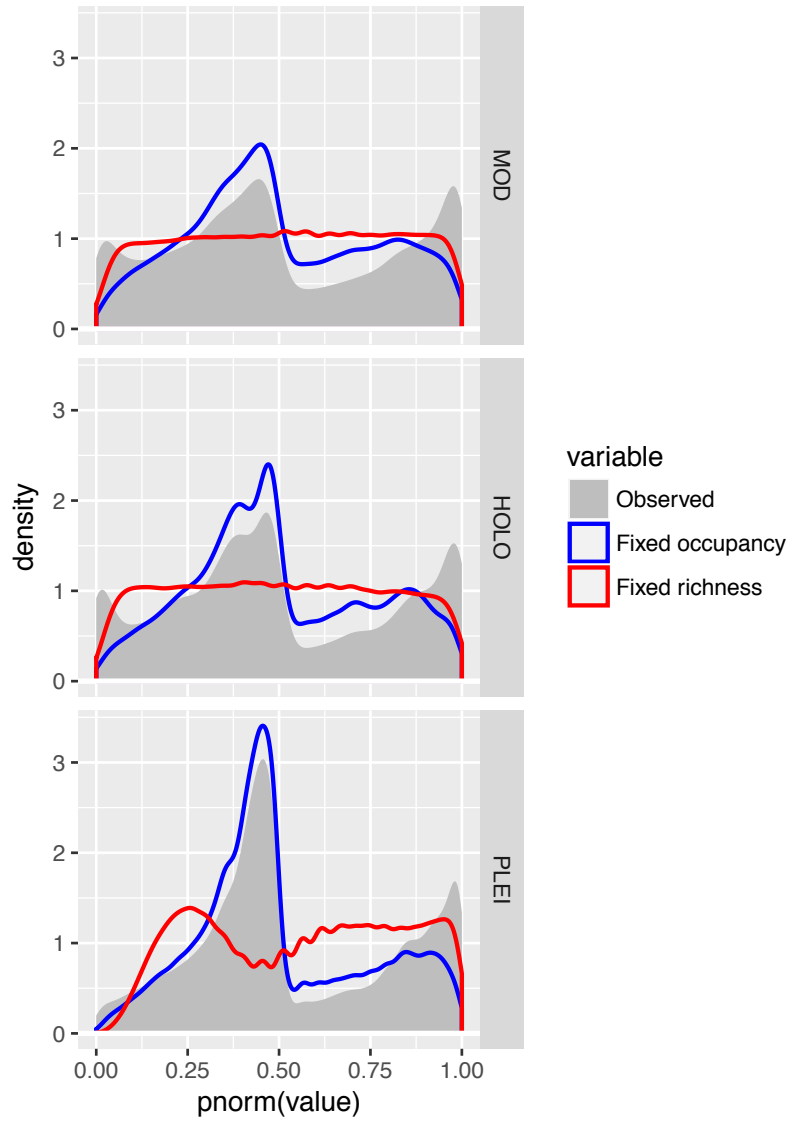 density
3
2
1
0
MOD
3
2
1
0
HOLO
3
2
1
0
PLEI
0.00 0.25 0.50 0.75 1.00
pnorm(value)
variable
Observed
Fixed occupancy
Fixed richness